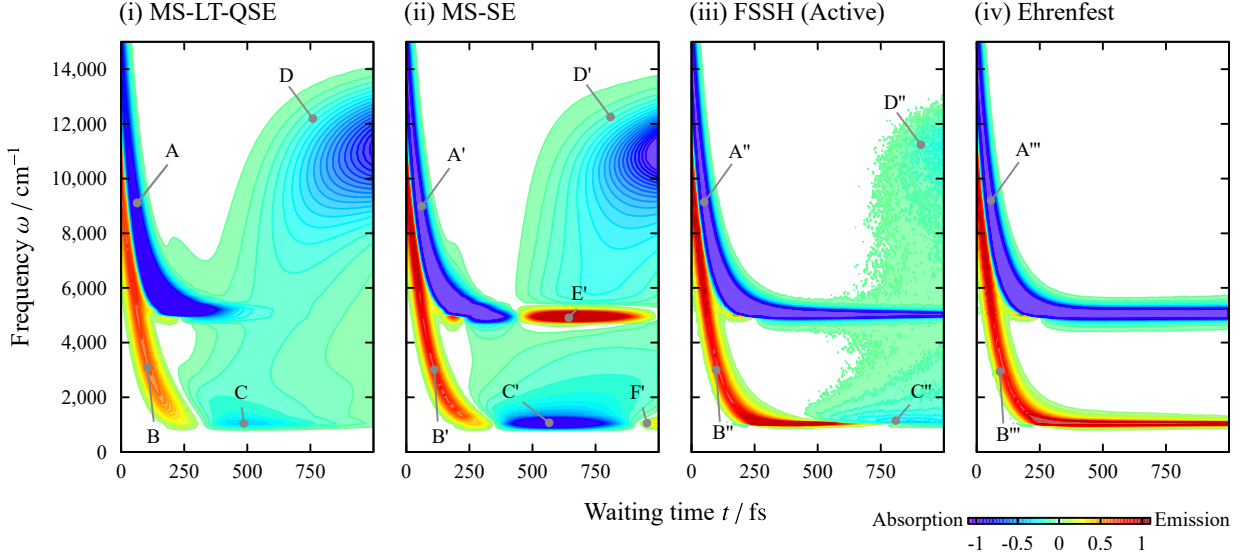 (i) MS-LT-QSE
(ii) MS-SE
(iii) FSSH (Active)
(iv) Ehrenfest
Frequency ω / cm⁻¹
14,000
12,000
10,000
8,000
6,000
4,000
2,000
0
A
B
C
D
A'
B'
C'
D'
E'
F'
A''
B''
C''
D''
A'''
B'''
0 250 500 750 0 250 500 750 0 250 500 750 0 250 500 750
Waiting time t / fs
Absorption Emission
-1 -0.5 0 0.5 1